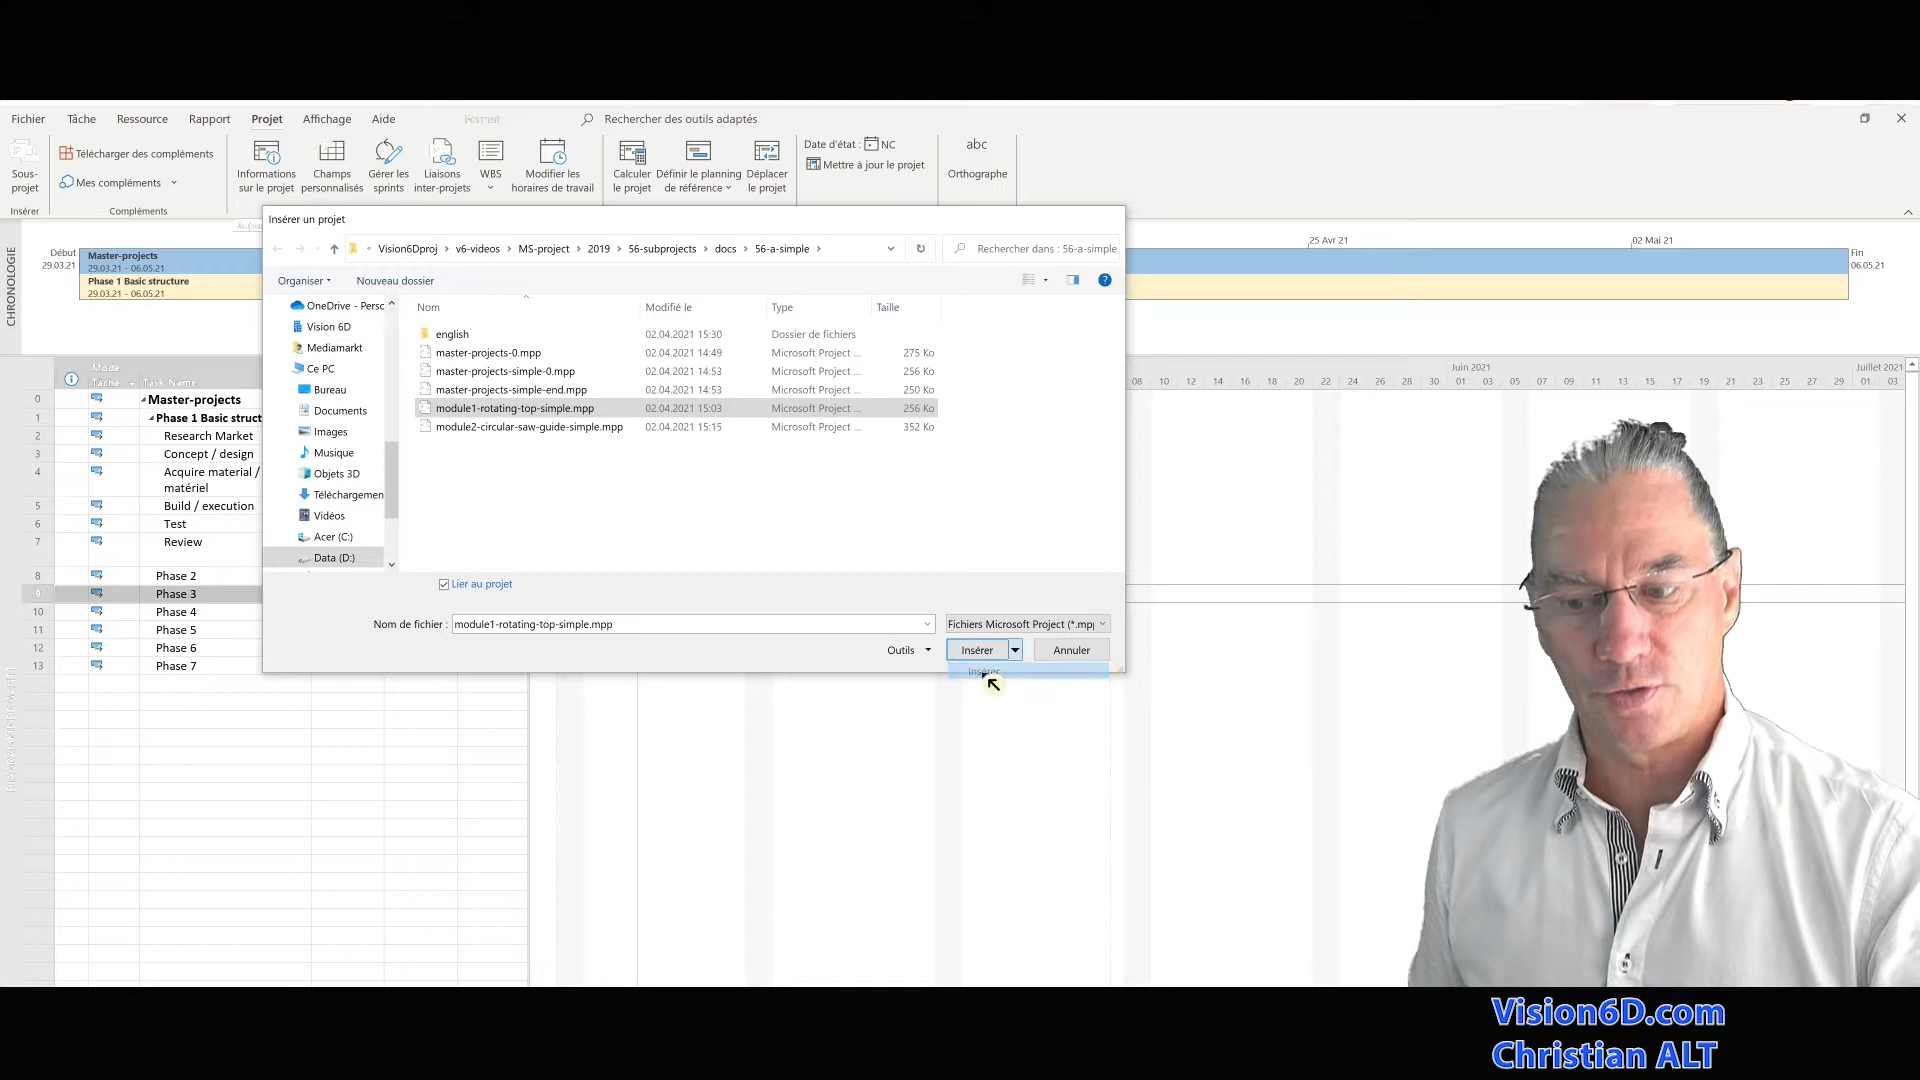 Fichier Tâche Ressource Rapport Projet Affichage Aide Format Rechercher des outils adaptés
Sous-
projet
Insérer
Télécharger des compléments
Mes compléments
Compléments
Informations
sur le projet
Champs
personnalisés
Gérer les
sprints
Liaisons
inter-projets
WBS
Modifier les
horaires de travail
Calculer
le projet
Définir le planning
de référence
Déplacer
le projet
Date d'état : NC
Mettre à jour le projet
abc
Orthographe
CHRONOLOGIE
Début
29.03.21
Master-projects
29.03.21 - 06.05.21
Phase 1 Basic structure
29.03.21 - 06.05.21
25 Avr 21
02 Mai 21
Fin
06.05.21
Insérer un projet
« Vision6Dproj › v6-videos › MS-project › 2019 › 56-subprojects › docs › 56-a-simple ›
Rechercher dans : 56-a-simple
Organiser
Nouveau dossier
?
OneDrive - Persc
Vision 6D
Mediamarkt
Ce PC
Bureau
Documents
Images
Musique
Objets 3D
Téléchargemen
Vidéos
Acer (C:)
Data (D:)
Nom Modifié le Type Taille
english 02.04.2021 15:30 Dossier de fichiers
master-projects-0.mpp 02.04.2021 14:49 Microsoft Project ... 275 Ko
master-projects-simple-0.mpp 02.04.2021 14:53 Microsoft Project ... 256 Ko
master-projects-simple-end.mpp 02.04.2021 14:53 Microsoft Project ... 250 Ko
module1-rotating-top-simple.mpp 02.04.2021 15:03 Microsoft Project ... 256 Ko
module2-circular-saw-guide-simple.mpp 02.04.2021 15:15 Microsoft Project ... 352 Ko
Lier au projet
Nom de fichier : module1-rotating-top-simple.mpp
Fichiers Microsoft Project (*.mpp
Outils Insérer Annuler
Insérer
Juin 2021 Juillet 2021
08 10 12 14 16 18 20 22 24 26 28 30 01 03 05 07 09 11 13 15 17 19 21 23 25 27 29 01 03
Mode
Tâche Task Name
0 Master-projects
1 Phase 1 Basic struct
2 Research Market
3 Concept / design
4 Acquire material /
matériel
5 Build / execution
6 Test
7 Review
8 Phase 2
9 Phase 3
10 Phase 4
11 Phase 5
12 Phase 6
13 Phase 7
Vision6D.com
Christian ALT